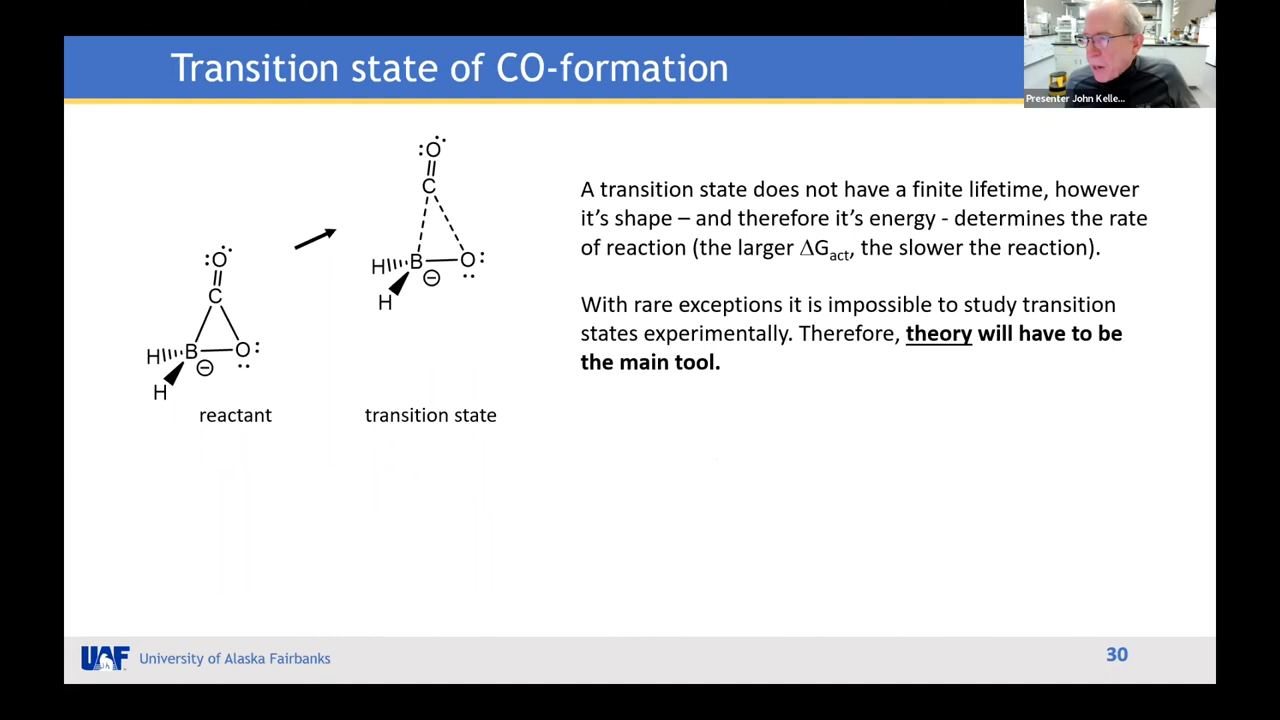 Transition state of CO-formation
Presenter John Kelle...
A transition state does not have a finite lifetime, however
it's shape – and therefore it's energy - determines the rate
of reaction (the larger ΔGact, the slower the reaction).
With rare exceptions it is impossible to study transition
states experimentally. Therefore, theory will have to be
the main tool.
:O:
C
H B O:
H
reactant
:O:
C
H B O:
H
transition state
UAF University of Alaska Fairbanks
30